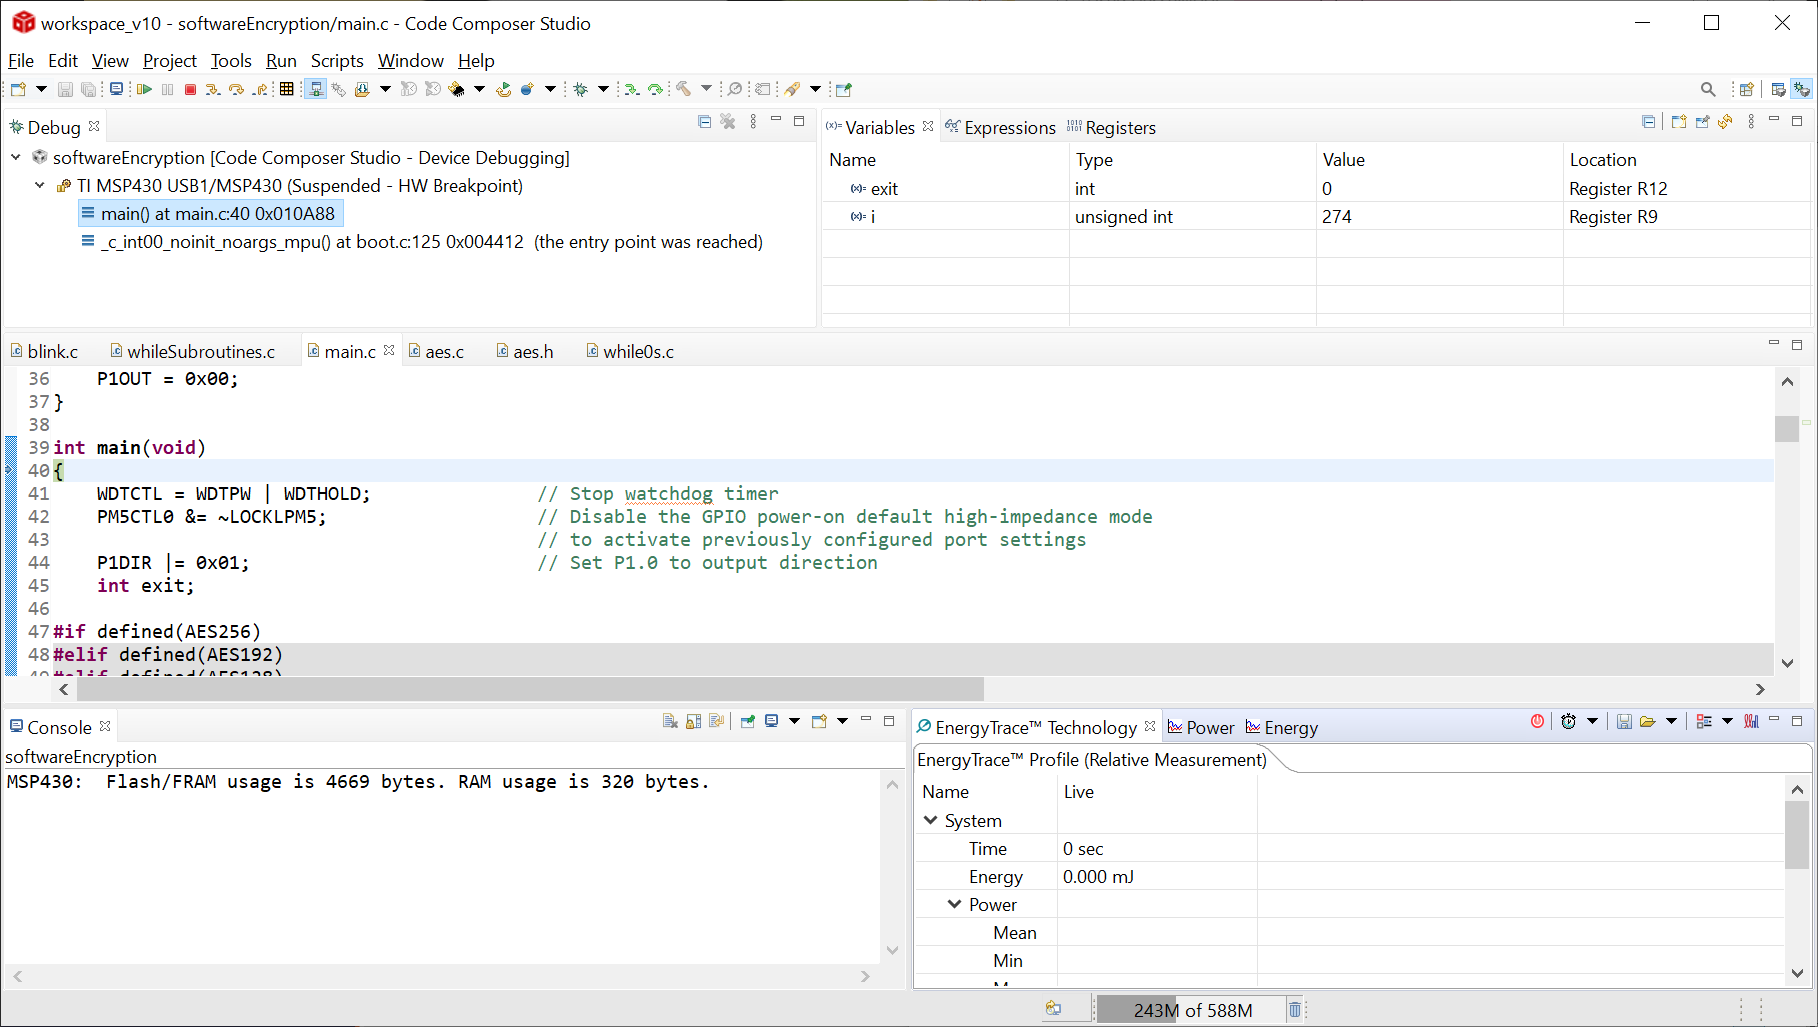 workspace_v10 - softwareEncryption/main.c - Code Composer Studio
File Edit View Project Tools Run Scripts Window Help
Debug
softwareEncryption [Code Composer Studio - Device Debugging]
TI MSP430 USB1/MSP430 (Suspended - HW Breakpoint)
main() at main.c:40 0x010A88
_c_int00_noinit_noargs_mpu() at boot.c:125 0x004412 (the entry point was reached)
(x)= Variables Expressions Registers
Name Type Value Location
(x)= exit int 0 Register R12
(x)= i unsigned int 274 Register R9
blink.c whileSubroutines.c main.c aes.c aes.h while0s.c
36 P1OUT = 0x00;
37 }
38
39 int main(void)
40 {
41 WDTCTL = WDTPW | WDTHOLD; // Stop watchdog timer
42 PM5CTL0 &= ~LOCKLPM5; // Disable the GPIO power-on default high-impedance mode
43 // to activate previously configured port settings
44 P1DIR |= 0x01; // Set P1.0 to output direction
45 int exit;
46
47 #if defined(AES256)
48 #elif defined(AES192)
49 #elif defined(AES128)
Console
softwareEncryption
MSP430: Flash/FRAM usage is 4669 bytes. RAM usage is 320 bytes.
EnergyTrace™ Technology Power Energy
EnergyTrace™ Profile (Relative Measurement)
Name Live
System
Time 0 sec
Energy 0.000 mJ
Power
Mean
Min
243M of 588M